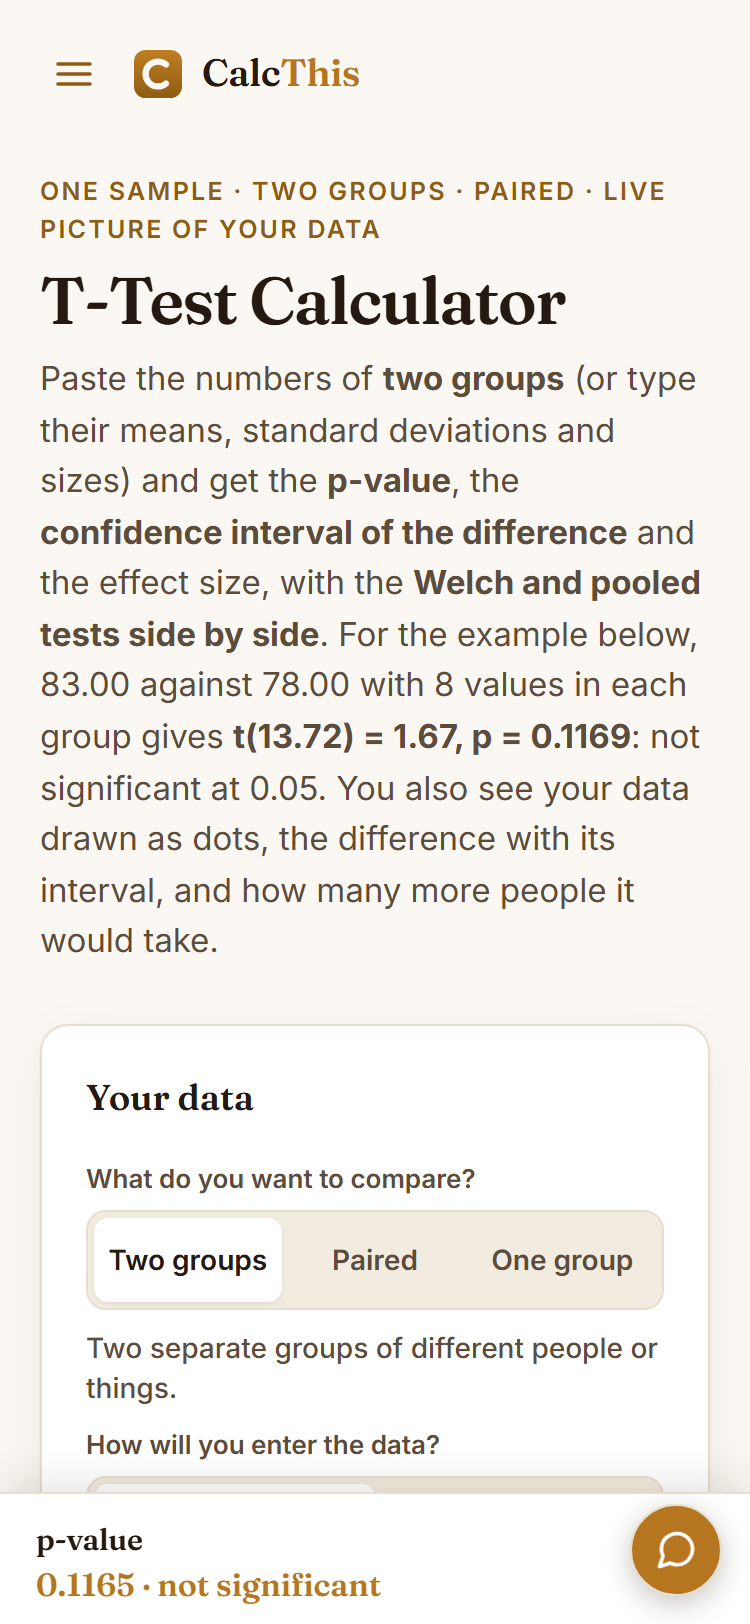 CalcThis
ONE SAMPLE · TWO GROUPS · PAIRED · LIVE
PICTURE OF YOUR DATA
T-Test Calculator
Paste the numbers of two groups (or type
their means, standard deviations and
sizes) and get the p-value, the
confidence interval of the difference and
the effect size, with the Welch and pooled
tests side by side. For the example below,
83.00 against 78.00 with 8 values in each
group gives t(13.72) = 1.67, p = 0.1169: not
significant at 0.05. You also see your data
drawn as dots, the difference with its
interval, and how many more people it
would take.
Your data
What do you want to compare?
Two groups Paired One group
Two separate groups of different people or
things.
How will you enter the data?
p-value
0.1165 · not significant